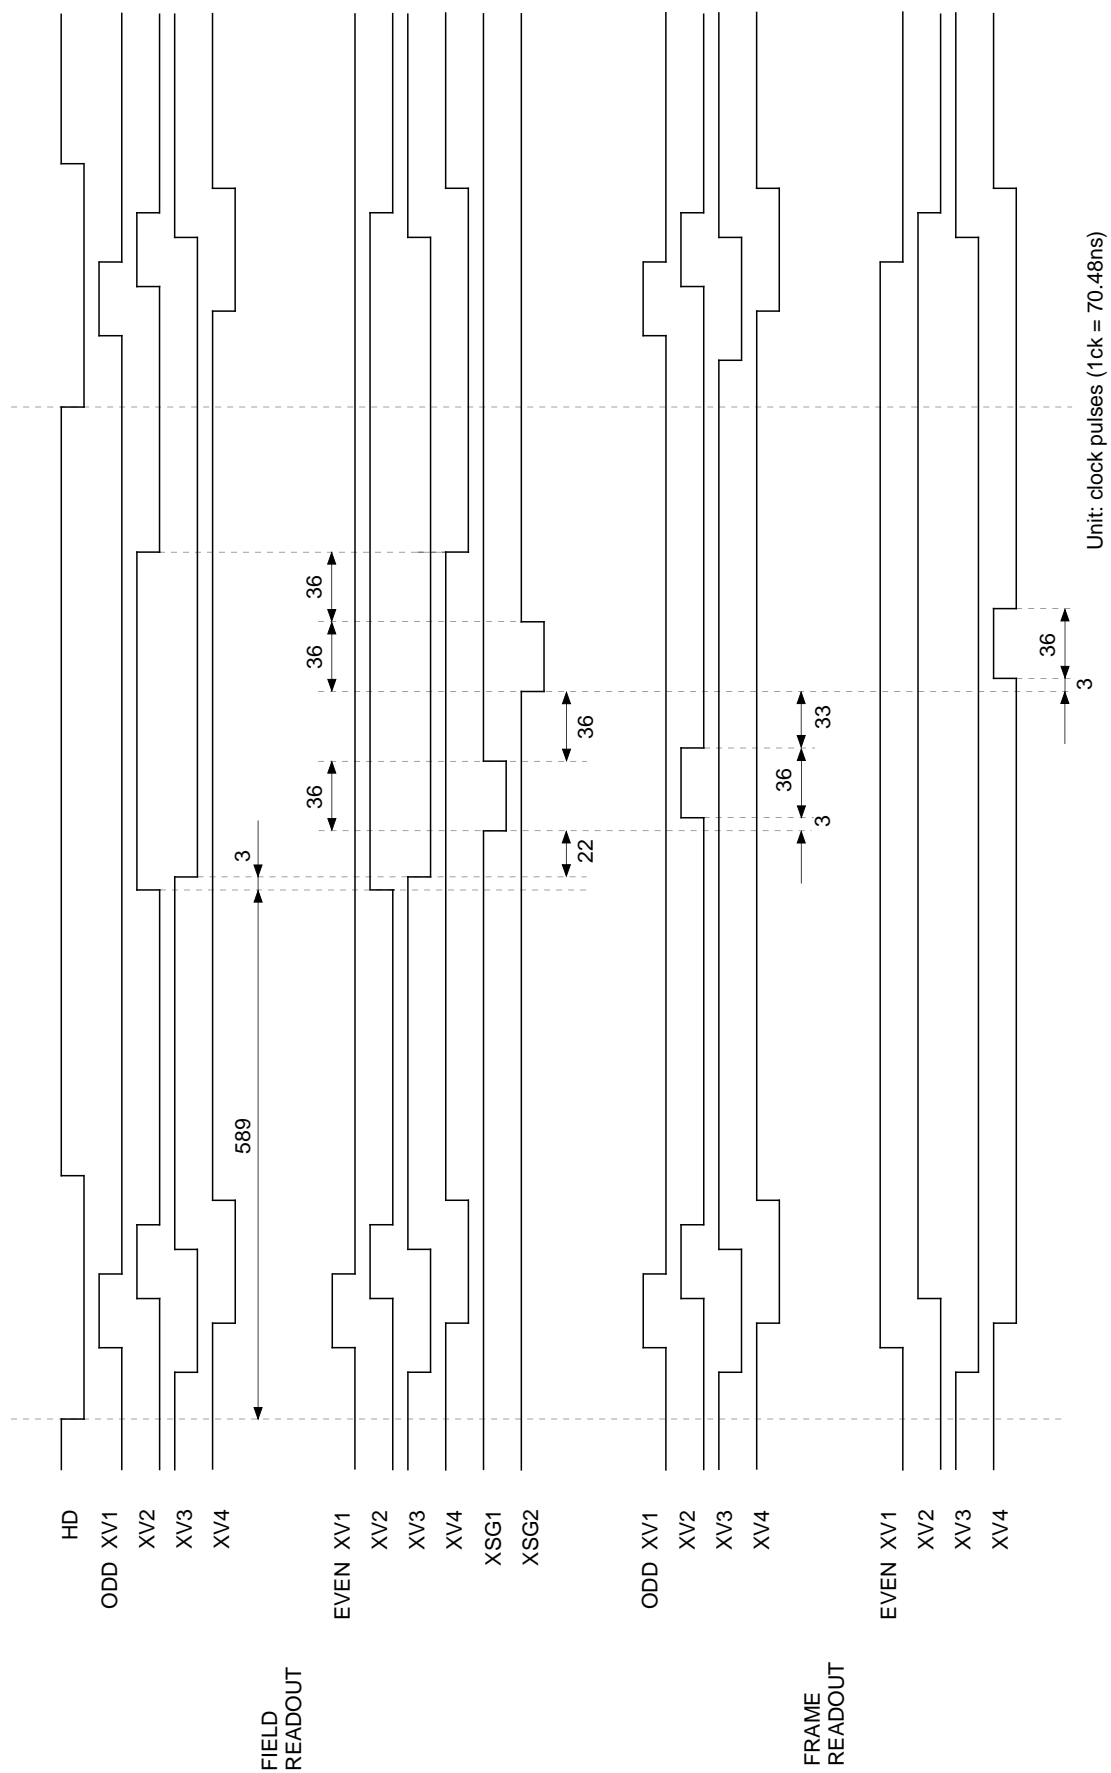 HD
ODD XV1
XV2
XV3
XV4
589
3
FIELD
READOUT
EVEN XV1
XV2
XV3
XV4
XSG1
XSG2
36
36
36
22
36
ODD XV1
XV2
XV3
XV4
3
36
33
FRAME
READOUT
EVEN XV1
XV2
XV3
XV4
36
3
Unit: clock pulses (1ck = 70.48ns)